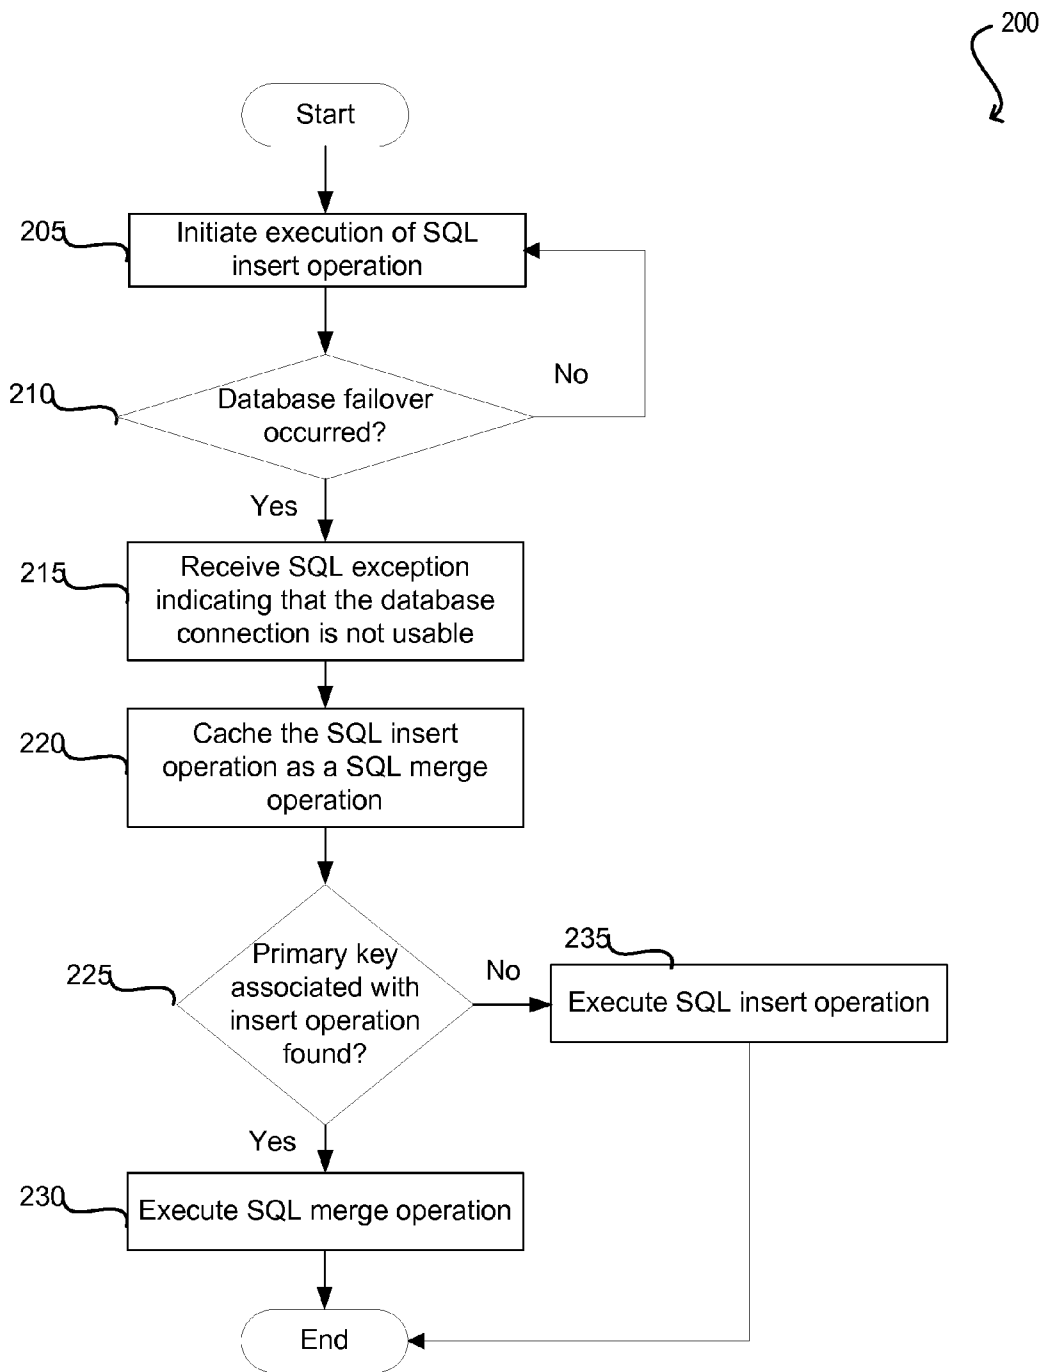 200
Start
205
Initiate execution of SQL
insert operation
210
Database failover
occurred?
No
Yes
215
Receive SQL exception
indicating that the database
connection is not usable
220
Cache the SQL insert
operation as a SQL merge
operation
225
Primary key
associated with
insert operation
found?
No
235
Execute SQL insert operation
Yes
230
Execute SQL merge operation
End